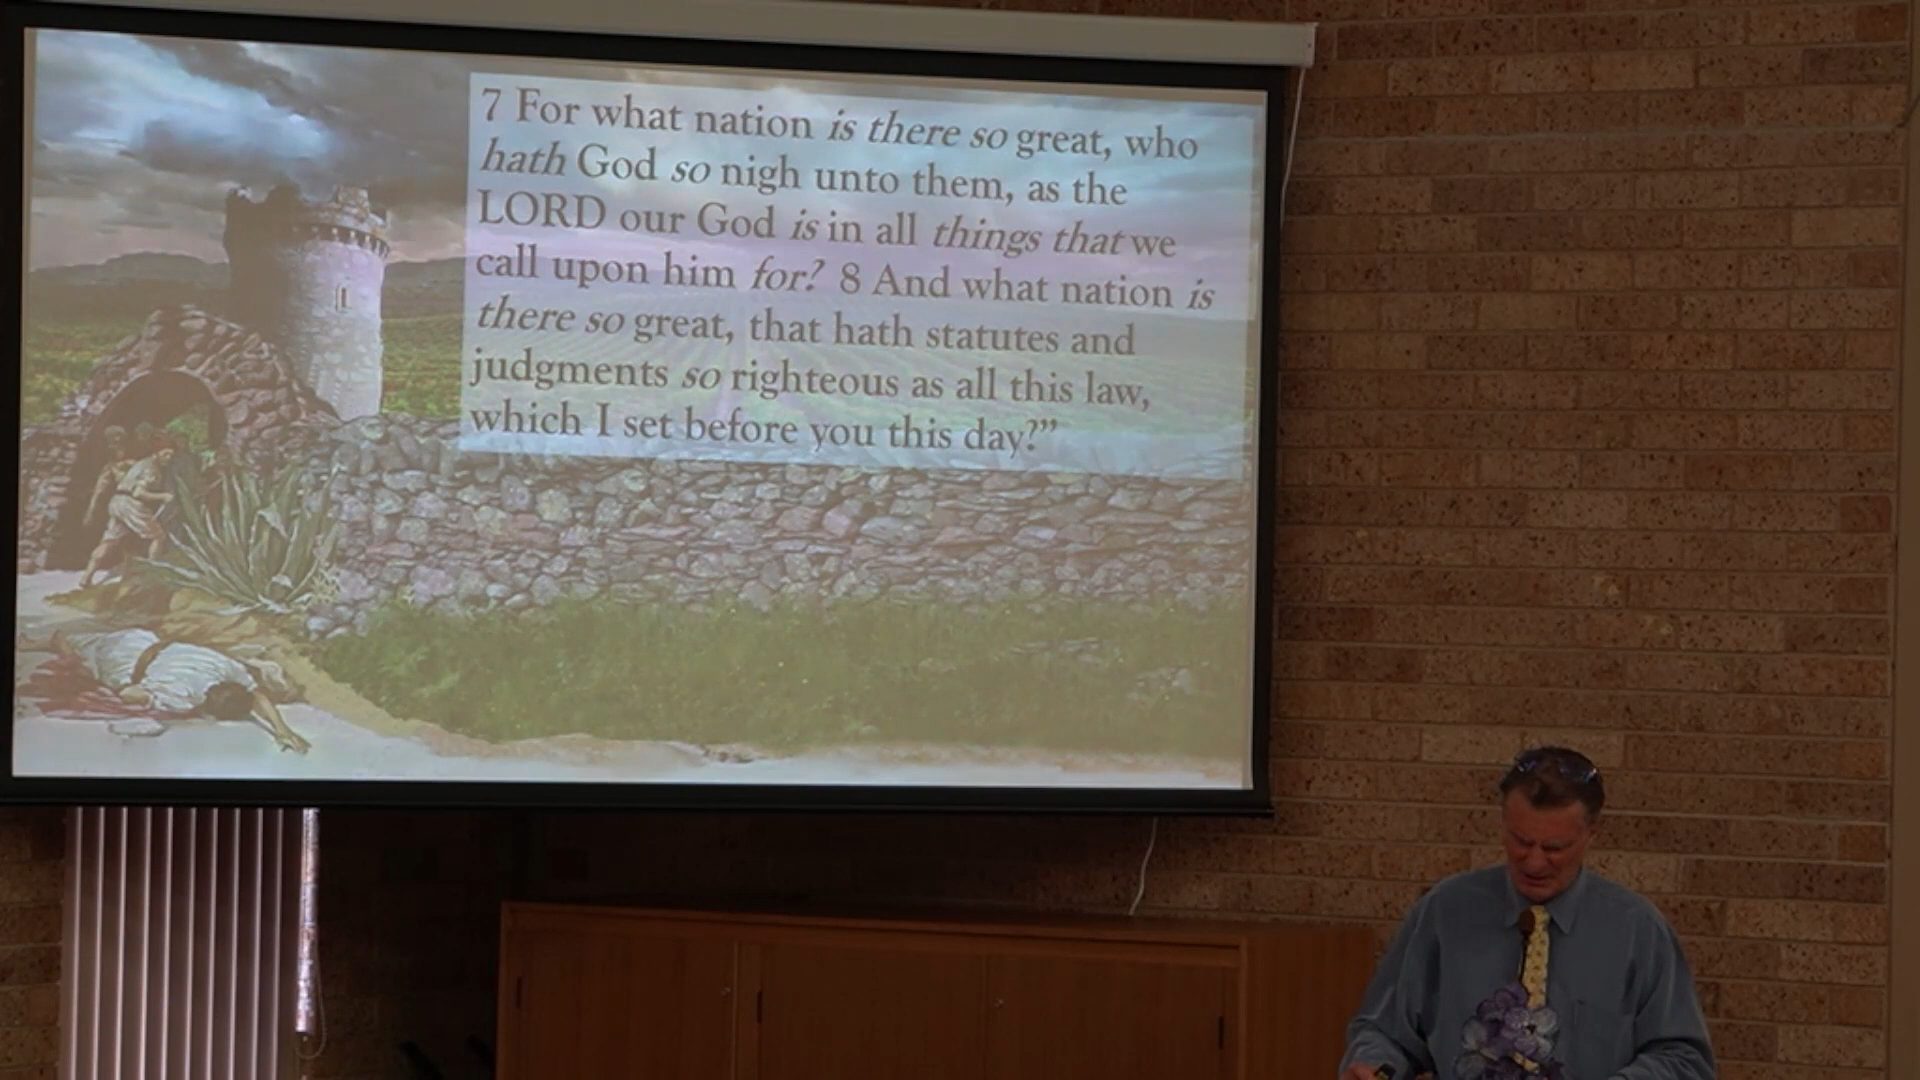 7 For what nation is there so great, who
hath God so nigh unto them, as the
LORD our God is in all things that we
call upon him for? 8 And what nation is
there so great, that hath statutes and
judgments so righteous as all this law,
which I set before you this day?”